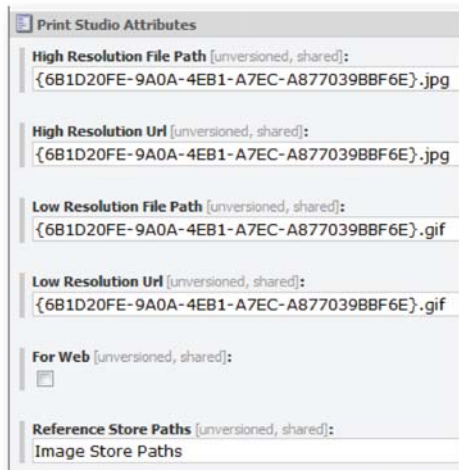 Print Studio Attributes
High Resolution File Path [unversioned, shared]:
{6B1D20FE-9A0A-4EB1-A7EC-A877039BBF6E}.jpg
High Resolution Url [unversioned, shared]:
{6B1D20FE-9A0A-4EB1-A7EC-A877039BBF6E}.jpg
Low Resolution File Path [unversioned, shared]:
{6B1D20FE-9A0A-4EB1-A7EC-A877039BBF6E}.gif
Low Resolution Url [unversioned, shared]:
{6B1D20FE-9A0A-4EB1-A7EC-A877039BBF6E}.gif
For Web [unversioned, shared]:
Reference Store Paths [unversioned, shared]:
Image Store Paths